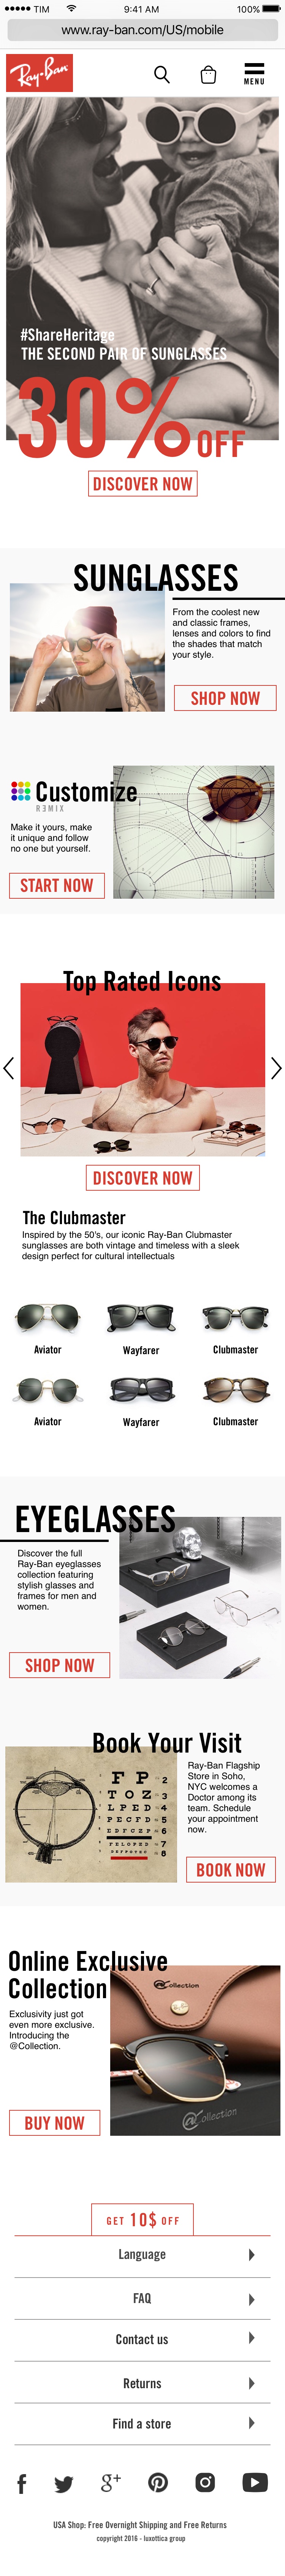 TIM 9:41 AM 100%
www.ray-ban.com/US/mobile
Ray-Ban
MENU
#ShareHeritage
THE SECOND PAIR OF SUNGLASSES
30% OFF
DISCOVER NOW
SUNGLASSES
From the coolest new
and classic frames,
lenses and colors to find
the shades that match
your style.
SHOP NOW
Customize
REMIX
Make it yours, make
it unique and follow
no one but yourself.
START NOW
Top Rated Icons
DISCOVER NOW
The Clubmaster
Inspired by the 50's, our iconic Ray-Ban Clubmaster
sunglasses are both vintage and timeless with a sleek
design perfect for cultural intellectuals
Aviator Wayfarer Clubmaster
Aviator Wayfarer Clubmaster
EYEGLASSES
Discover the full
Ray-Ban eyeglasses
collection featuring
stylish glasses and
frames for men and
women.
SHOP NOW
Book Your Visit
F P 2
T O Z 3
L P E D 4
P E C F D 5
E D F C Z P 6
7
8
Ray-Ban Flagship
Store in Soho,
NYC welcomes a
Doctor among its
team. Schedule
your appointment
now.
BOOK NOW
Online Exclusive
Collection
Exclusivity just got
even more exclusive.
Introducing the
@Collection.
@Collection
@Collection
BUY NOW
GET 10$ OFF
Language
FAQ
Contact us
Returns
Find a store
USA Shop: Free Overnight Shipping and Free Returns
copyright 2016 - luxottica group